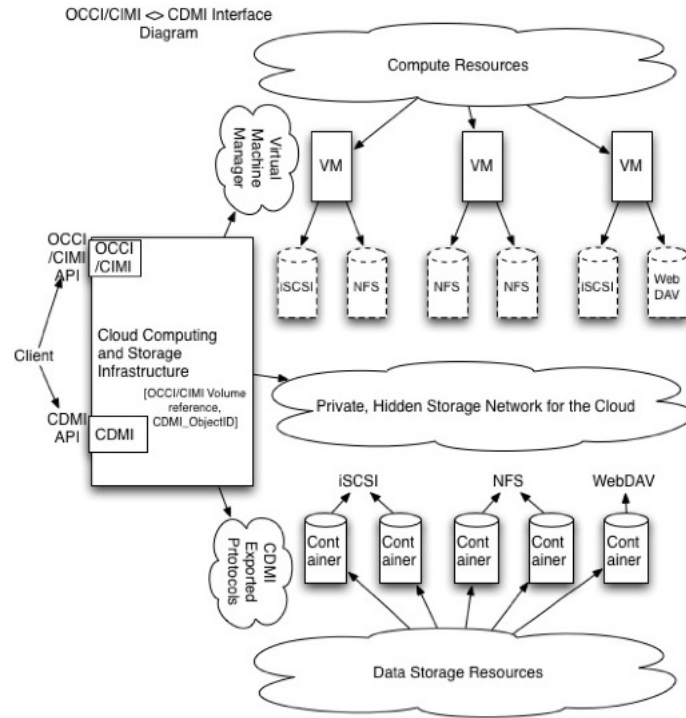 OCCI/CIMI <> CDMI Interface
Diagram
Compute Resources
Virtual
Machine
Manager
VM
VM
VM
iSCSI
NFS
NFS
NFS
iSCSI
Web
DAV
OCCI
/CIMI
API
OCCI
/CIMI
Client
Cloud Computing
and Storage
Infrastructure
[OCCI/CIMI Volume
reference,
CDMI_ObjectID]
CDMI
API
CDMI
Private, Hidden Storage Network for the Cloud
iSCSI
NFS
WebDAV
CDMI
Exported
Prtotocols
Cont
ainer
Cont
ainer
Cont
ainer
Cont
ainer
Cont
ainer
Data Storage Resources